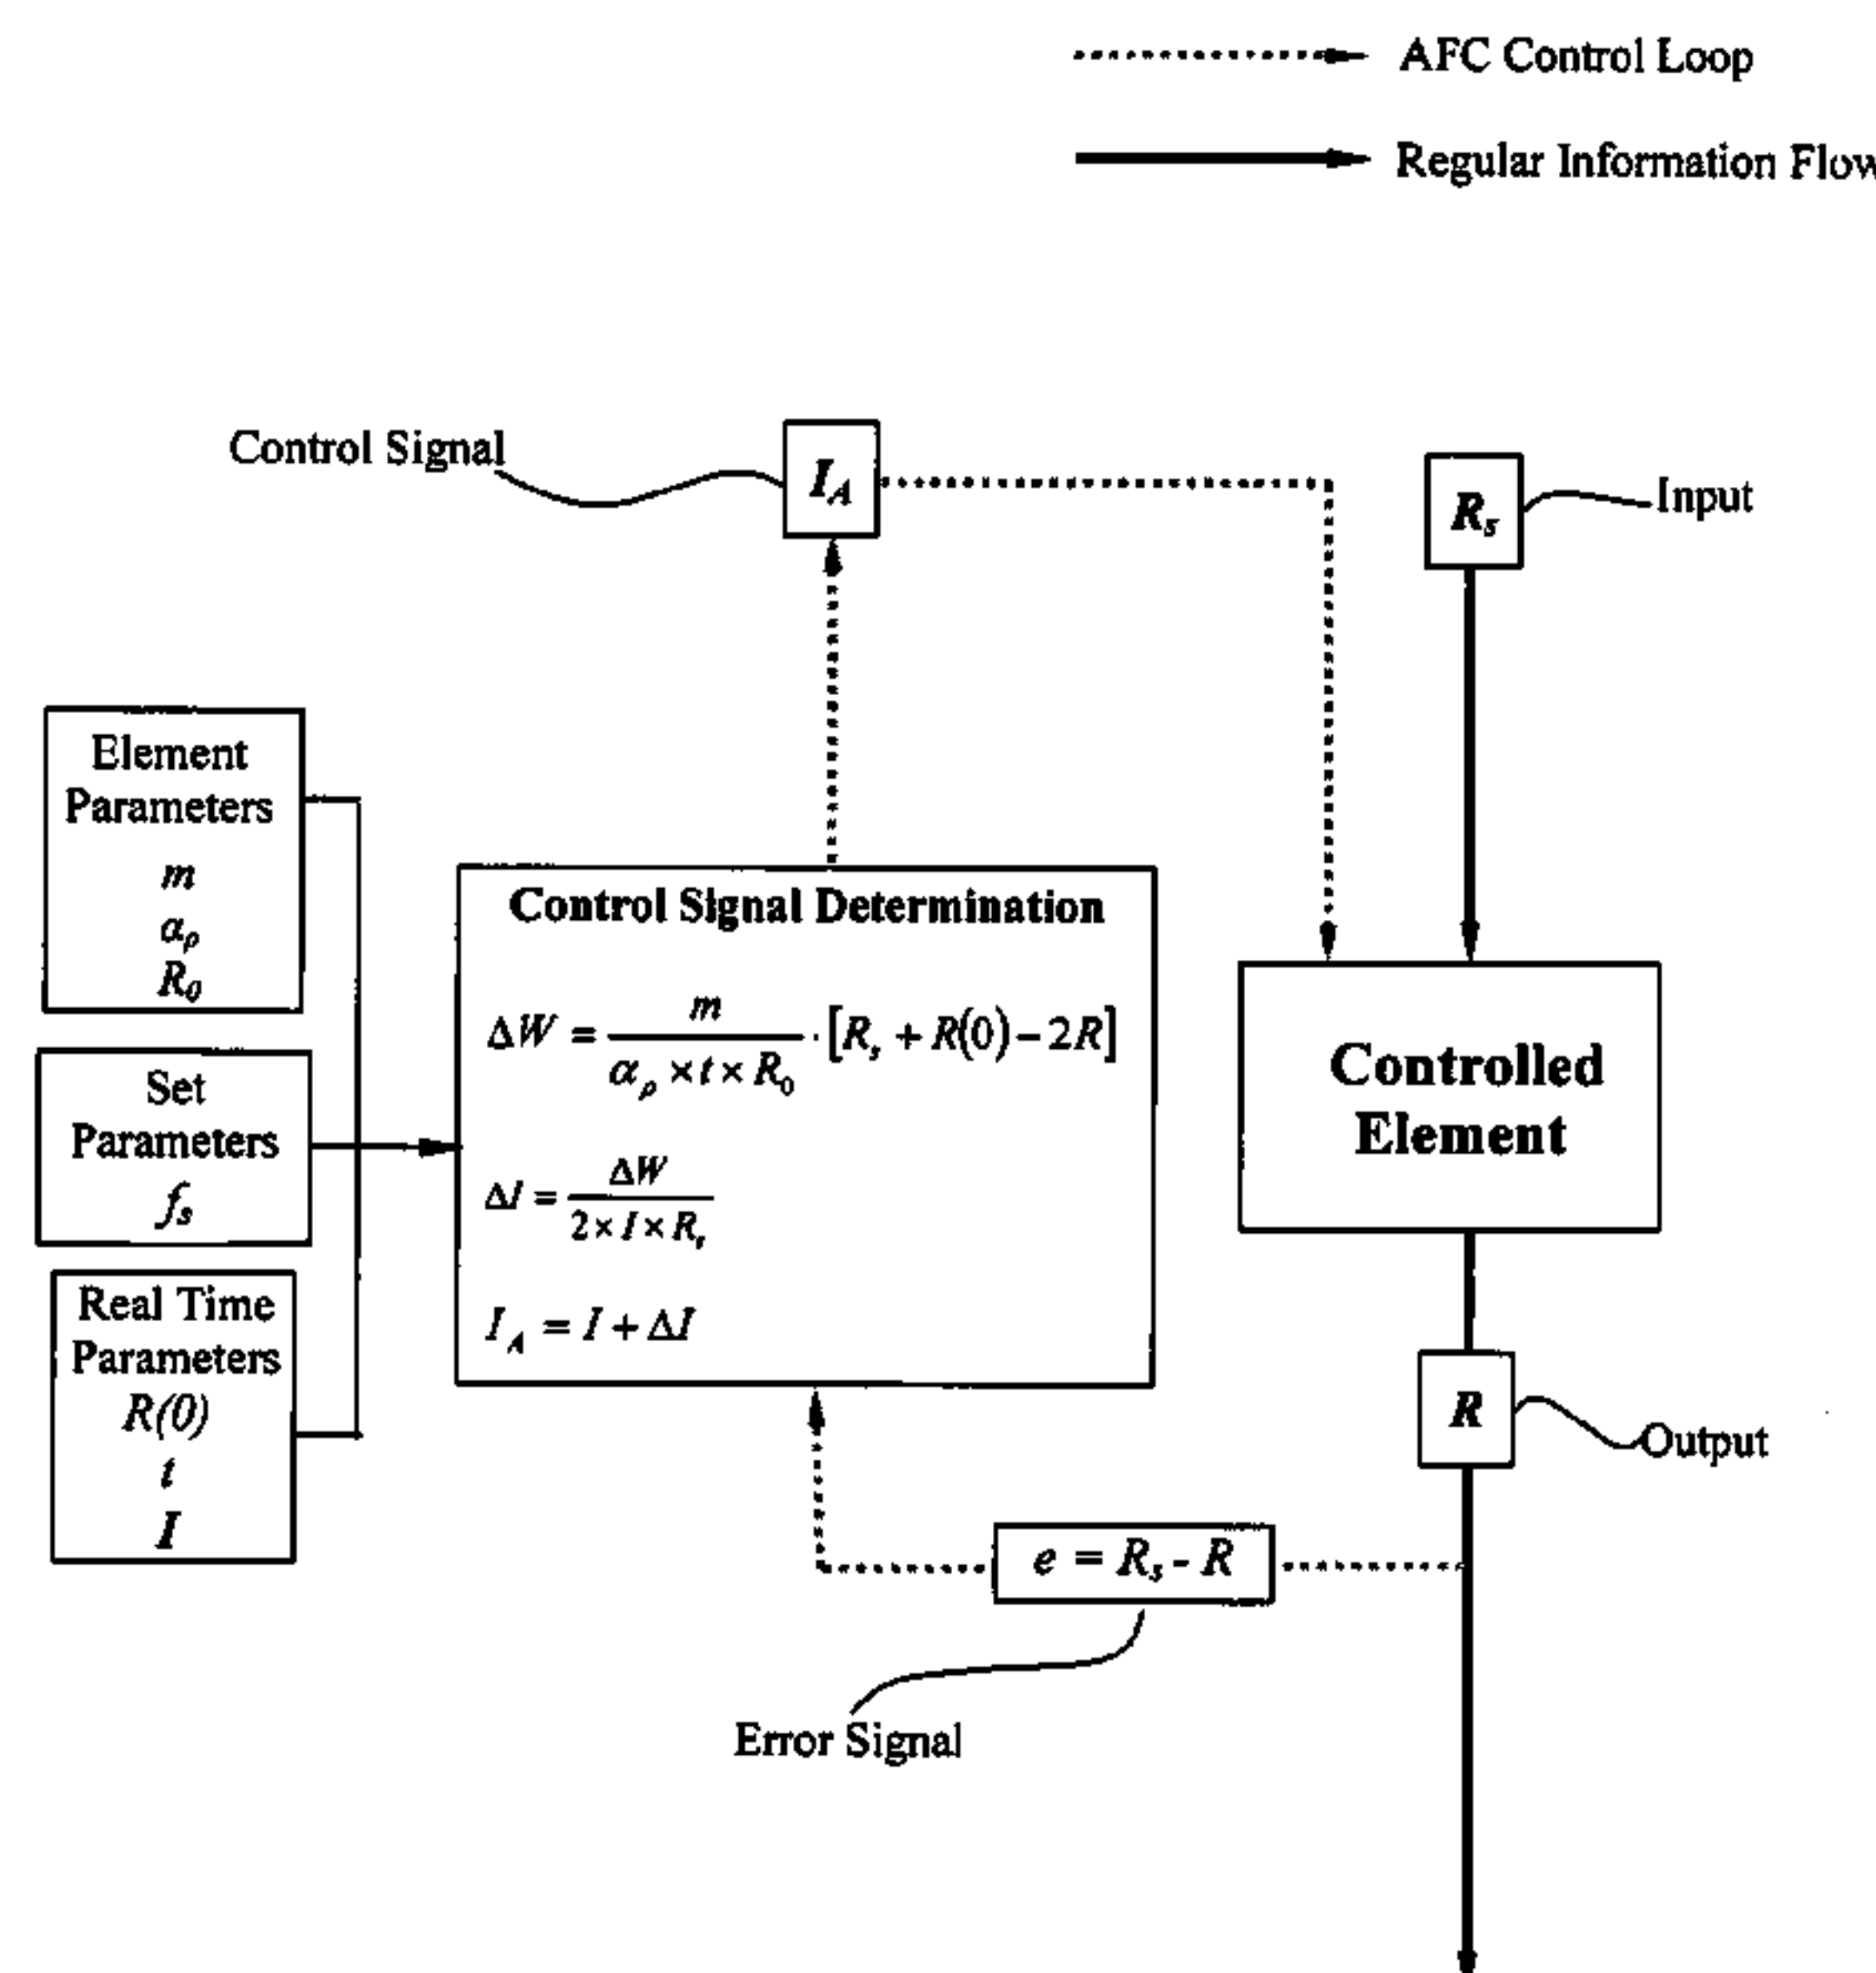 AFC Control Loop
Regular Information Flow
Control Signal
I_A
R_s
Input
Element
Parameters
m
α_ρ
R_0
Set
Parameters
f_s
Real Time
Parameters
R(0)
t
I
Control Signal Determination
ΔW = m / (α_ρ × t × R_0) · [R_s + R(0) − 2R]
ΔI = ΔW / (2 × I × R_s)
I_A = I + ΔI
Controlled
Element
R
Output
e = R_s - R
Error Signal